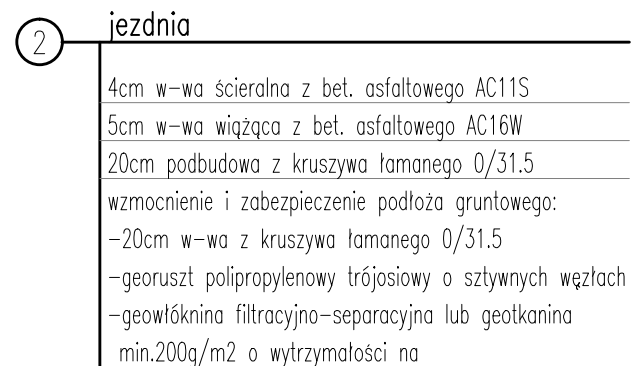 2
jezdnia
4cm w-wa ścieralna z bet. asfaltowego AC11S
5cm w-wa wiążąca z bet. asfaltowego AC16W
20cm podbudowa z kruszywa łamanego 0/31.5
wzmocnienie i zabezpieczenie podłoża gruntowego:
-20cm w-wa z kruszywa łamanego 0/31.5
-georuszt polipropylenowy trójosiowy o sztywnych węzłach
-geowłóknina filtracyjno-separacyjna lub geotkanina
min.200g/m2 o wytrzymałości na